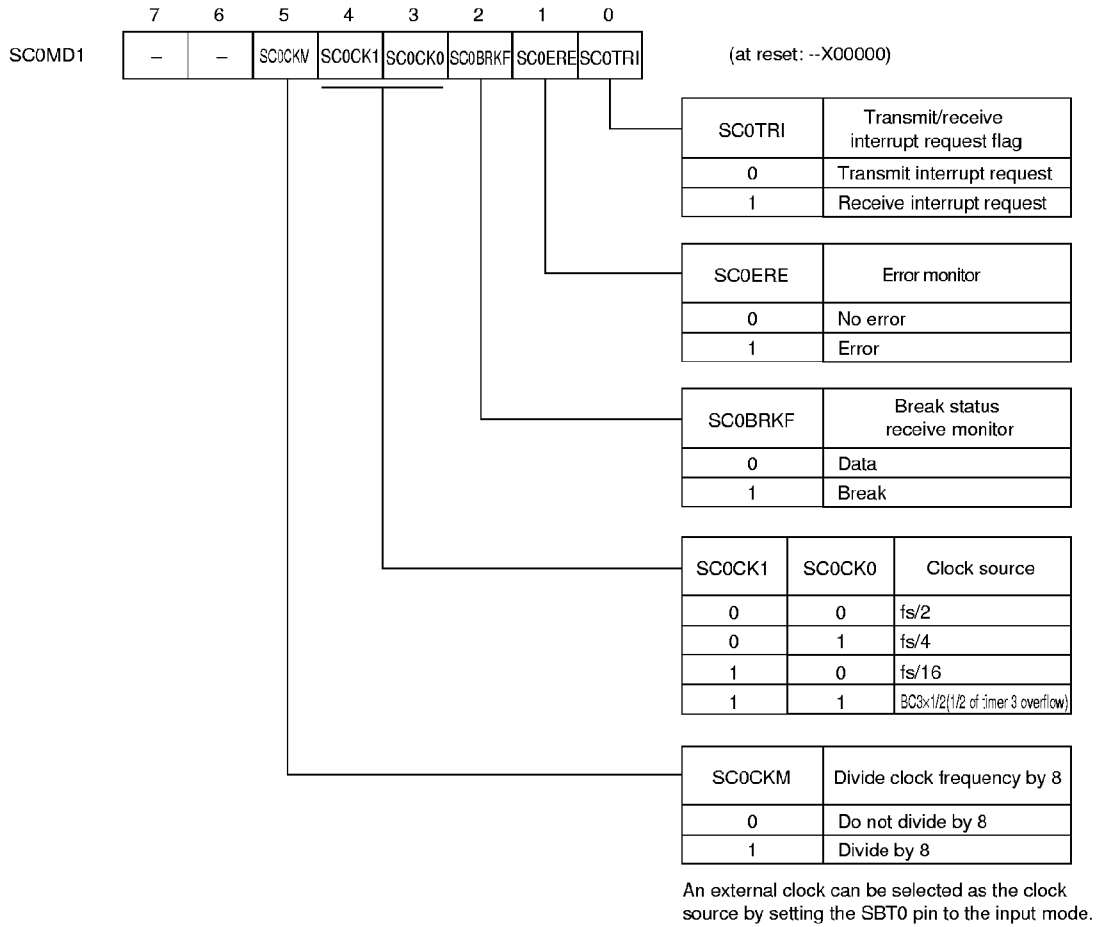 7 6 5 4 3 2 1 0
SC0MD1 – – SC0CKM SC0CK1 SC0CK0 SC0BRKF SC0ERE SC0TRI (at reset: --X00000)
SC0TRI Transmit/receive
interrupt request flag
0 Transmit interrupt request
1 Receive interrupt request
SC0ERE Error monitor
0 No error
1 Error
SC0BRKF Break status
receive monitor
0 Data
1 Break
SC0CK1 SC0CK0 Clock source
0 0 fs/2
0 1 fs/4
1 0 fs/16
1 1 BC3×1/2(1/2 of timer 3 overflow)
SC0CKM Divide clock frequency by 8
0 Do not divide by 8
1 Divide by 8
An external clock can be selected as the clock
source by setting the SBT0 pin to the input mode.